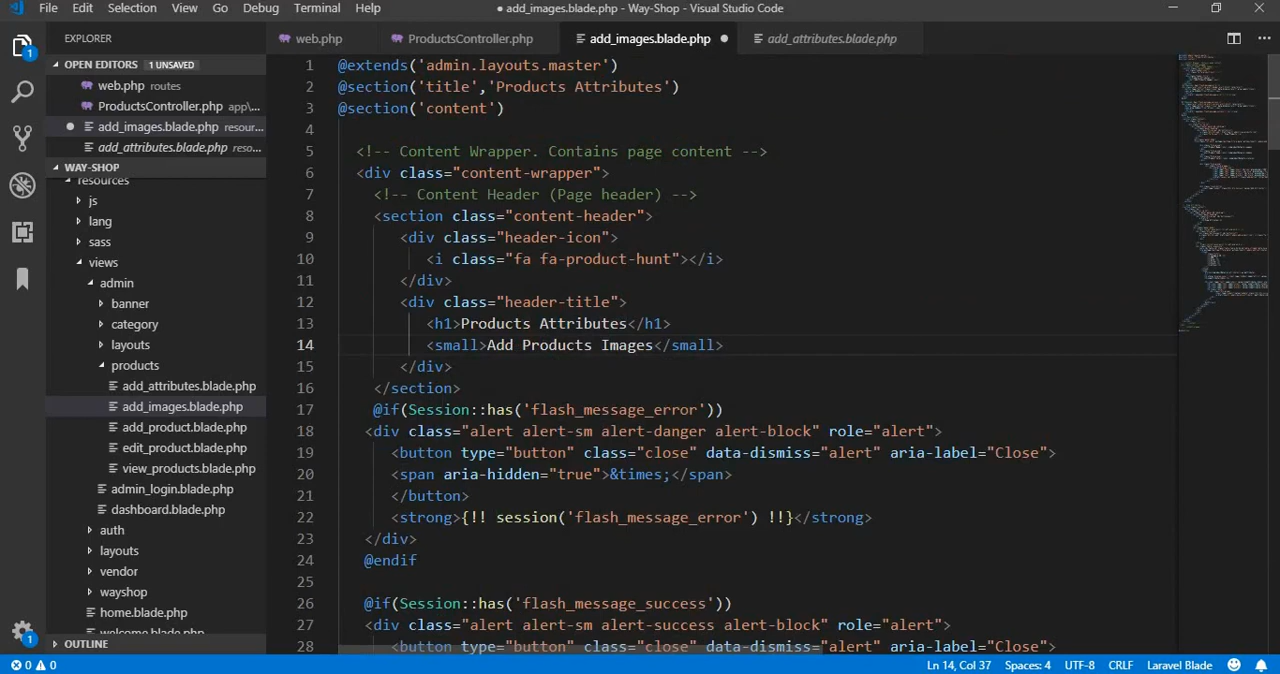 File Edit Selection View Go Debug Terminal Help
● add_images.blade.php - Way-Shop - Visual Studio Code
EXPLORER
web.php
ProductsController.php
add_images.blade.php ●
add_attributes.blade.php
OPEN EDITORS 1 UNSAVED
web.php routes
ProductsController.php app\...
● add_images.blade.php resour...
add_attributes.blade.php reso...
WAY-SHOP
resources
js
lang
sass
views
admin
banner
category
layouts
products
add_attributes.blade.php
add_images.blade.php
add_product.blade.php
edit_product.blade.php
view_products.blade.php
admin_login.blade.php
dashboard.blade.php
auth
layouts
vendor
wayshop
home.blade.php
welcome.blade.php
OUTLINE
1 @extends('admin.layouts.master')
2 @section('title','Products Attributes')
3 @section('content')
4
5 <!-- Content Wrapper. Contains page content -->
6 <div class="content-wrapper">
7 <!-- Content Header (Page header) -->
8 <section class="content-header">
9 <div class="header-icon">
10 <i class="fa fa-product-hunt"></i>
11 </div>
12 <div class="header-title">
13 <h1>Products Attributes</h1>
14 <small>Add Products Images</small>
15 </div>
16 </section>
17 @if(Session::has('flash_message_error'))
18 <div class="alert alert-sm alert-danger alert-block" role="alert">
19 <button type="button" class="close" data-dismiss="alert" aria-label="Close">
20 <span aria-hidden="true">&times;</span>
21 </button>
22 <strong>{!! session('flash_message_error') !!}</strong>
23 </div>
24 @endif
25
26 @if(Session::has('flash_message_success'))
27 <div class="alert alert-sm alert-success alert-block" role="alert">
28 <button type="button" class="close" data-dismiss="alert" aria-label="Close">
1
1
0 0
Ln 14, Col 37 Spaces: 4 UTF-8 CRLF Laravel Blade